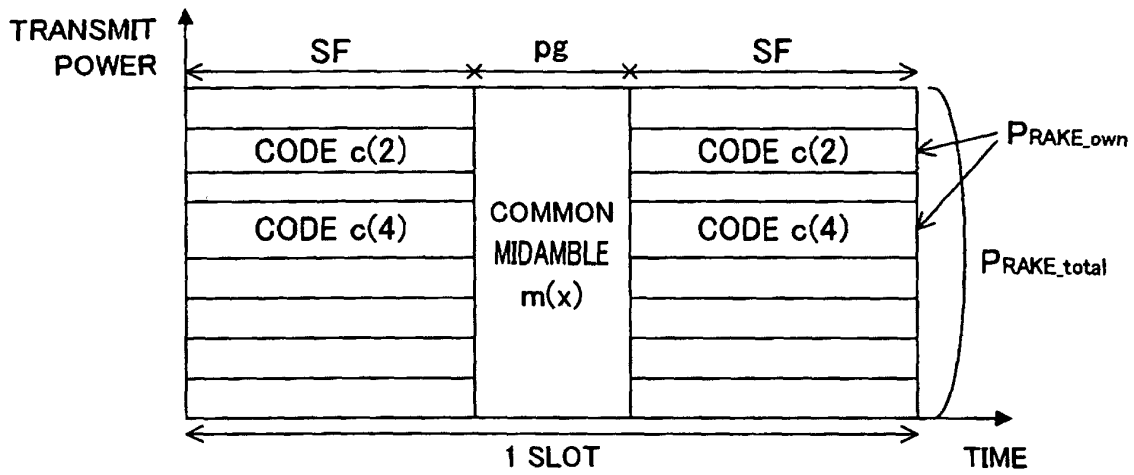 TRANSMIT
POWER
SF
pg
SF
CODE c(2)
CODE c(2)
PRAKE_own
CODE c(4)
COMMON
MIDAMBLE
m(x)
CODE c(4)
PRAKE_total
1 SLOT
TIME